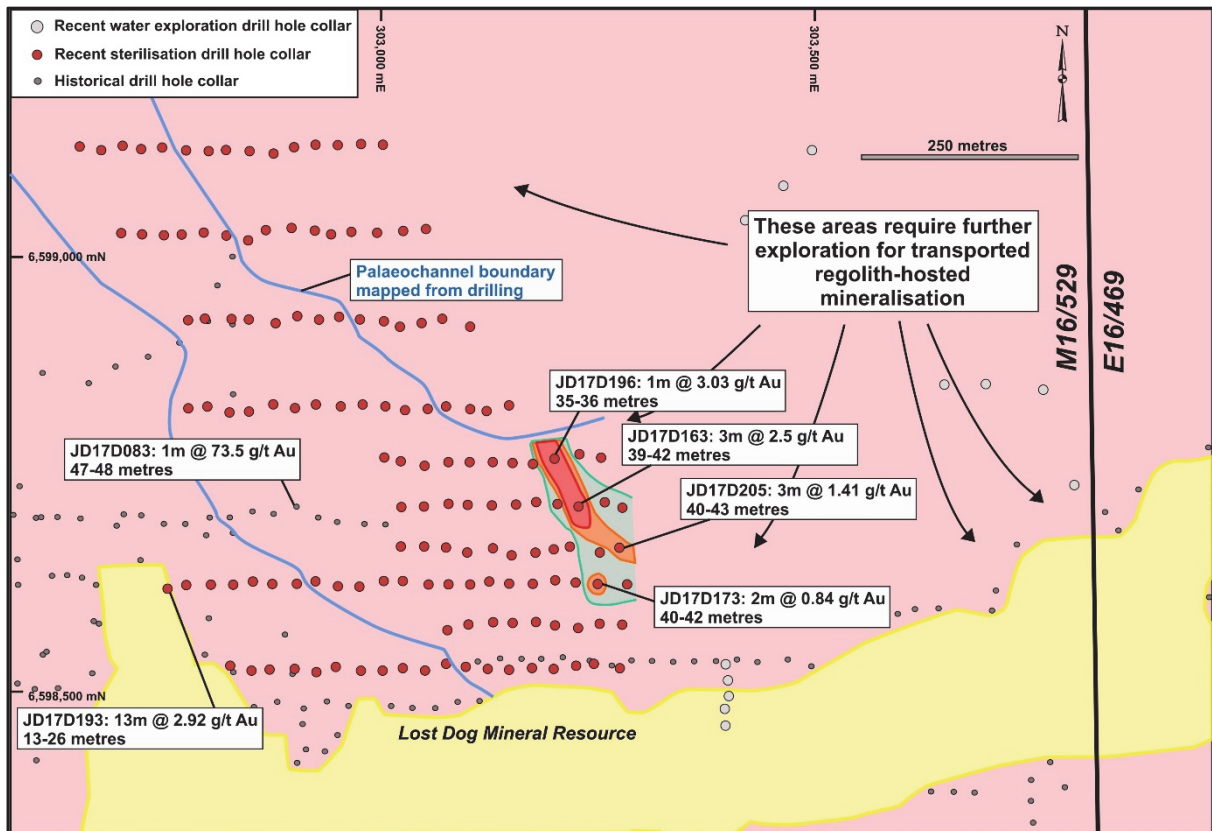 Recent water exploration drill hole collar
Recent sterilisation drill hole collar
Historical drill hole collar
303,000 mE
303,500 mE
N
250 metres
6,599,000 mN
These areas require further
exploration for transported
regolith-hosted
mineralisation
Palaeochannel boundary
mapped from drilling
M16/529
E16/469
JD17D196: 1m @ 3.03 g/t Au
35-36 metres
JD17D163: 3m @ 2.5 g/t Au
39-42 metres
JD17D083: 1m @ 73.5 g/t Au
47-48 metres
JD17D205: 3m @ 1.41 g/t Au
40-43 metres
JD17D173: 2m @ 0.84 g/t Au
40-42 metres
6,598,500 mN
JD17D193: 13m @ 2.92 g/t Au
13-26 metres
Lost Dog Mineral Resource